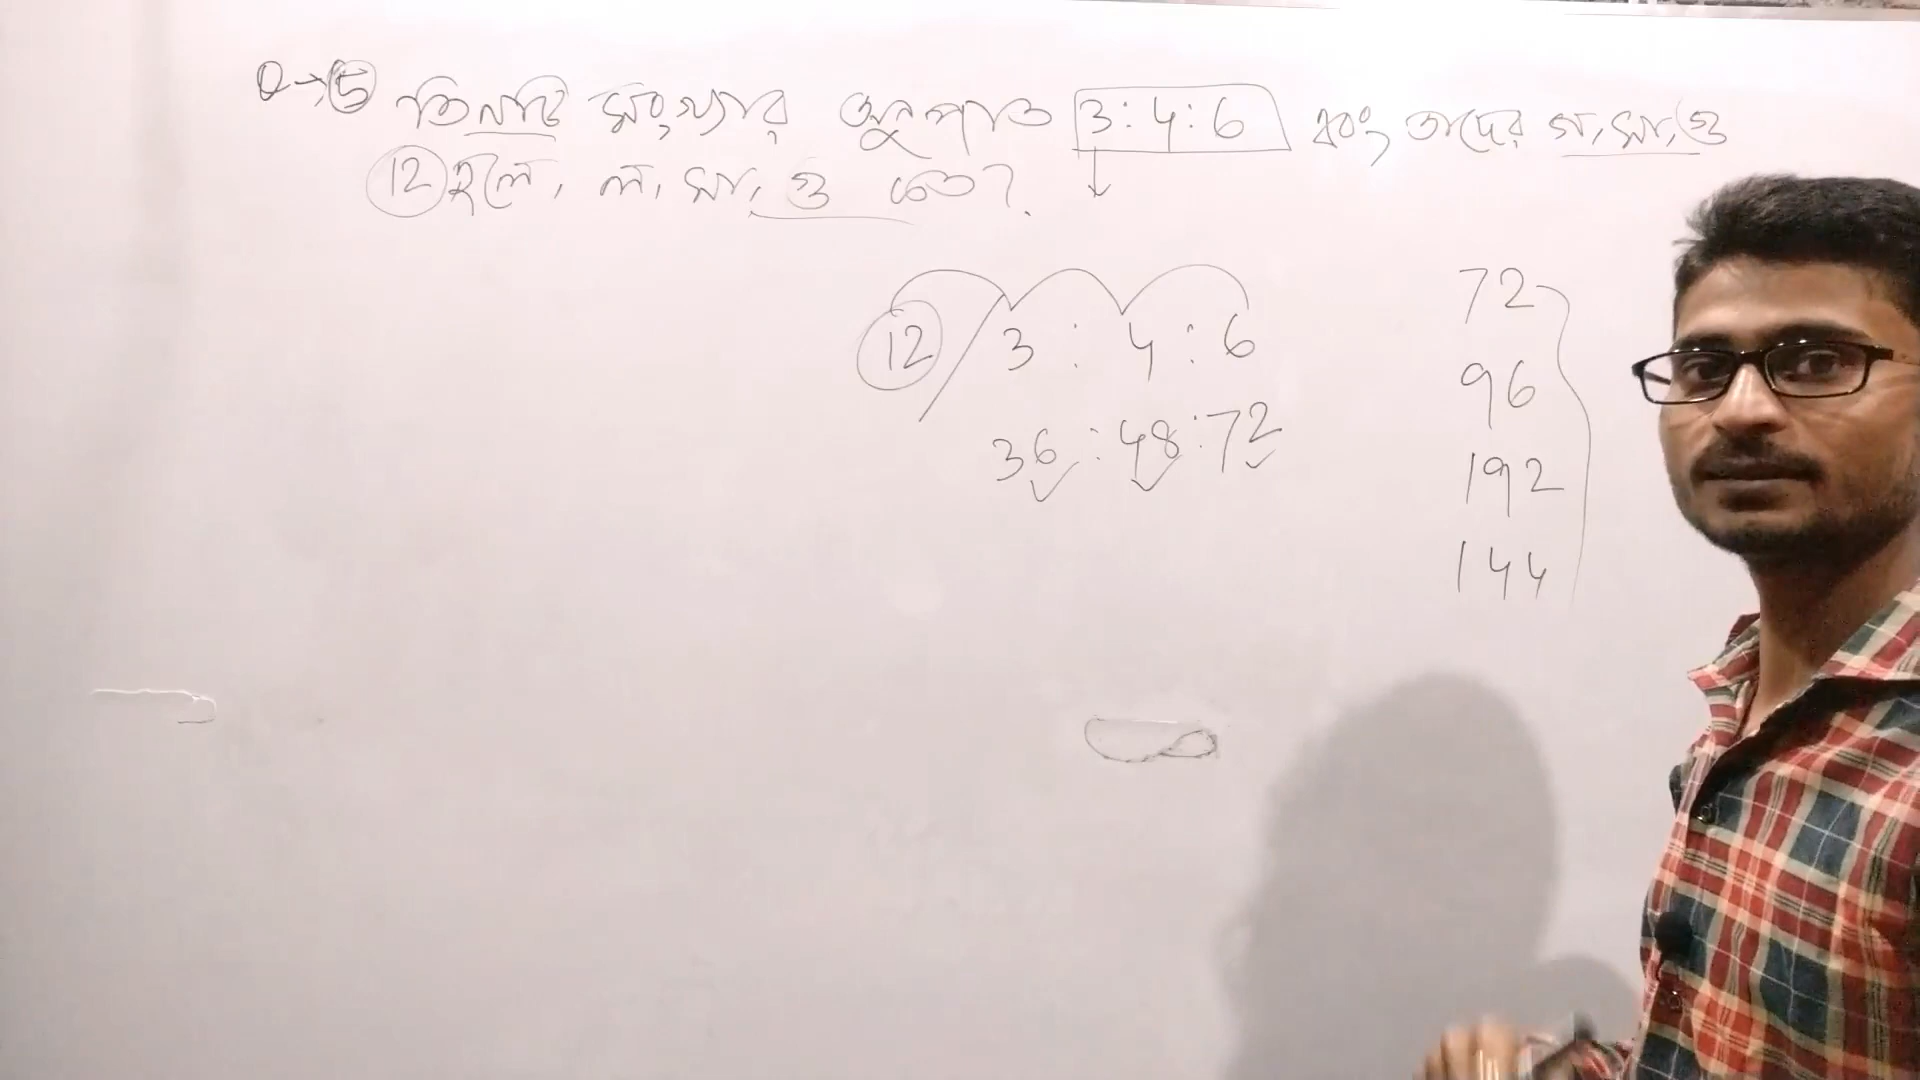 Q→ 5 তিনটি সংখ্যার অনুপাত 3:4:6 এবং তাদের গ,সা,গু
12 হলে, ল, সা, গু কত?
12 / 3 : 4 : 6
36 : 48 : 72
72
96
192
144